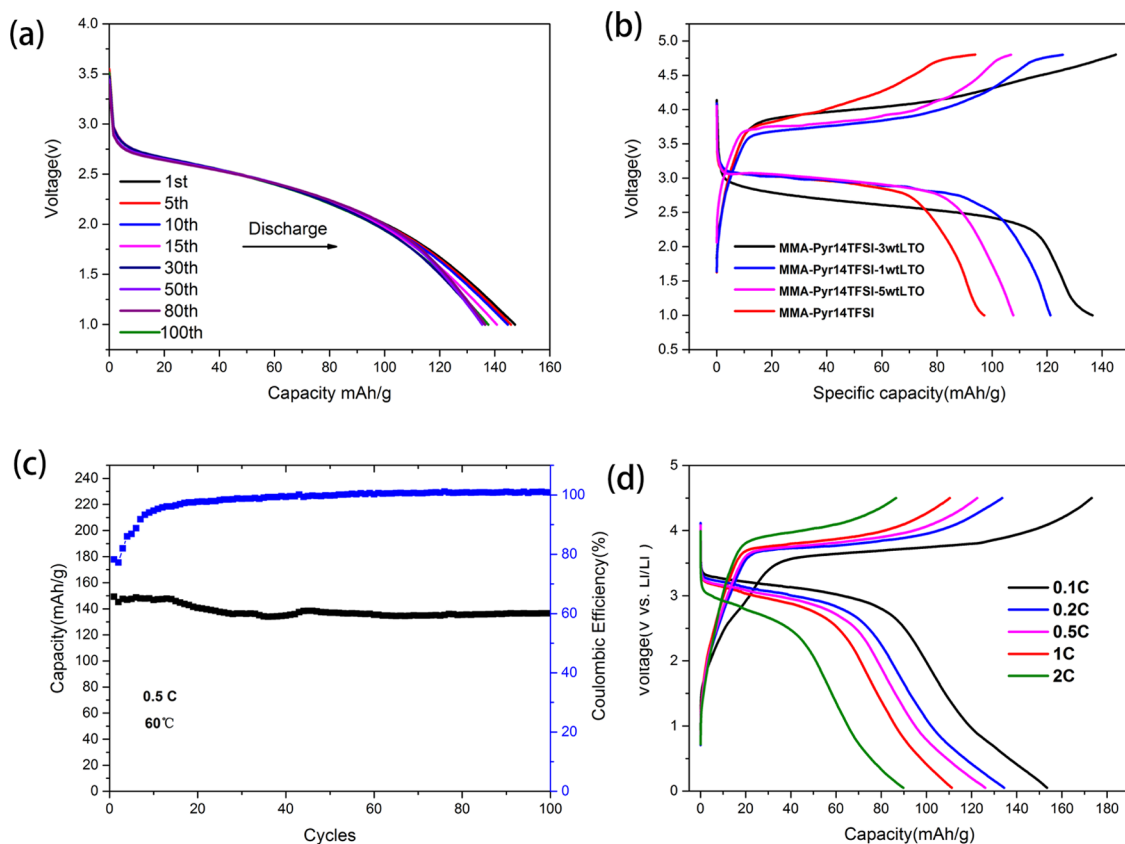 (a)
4.0
3.5
3.0
2.5
2.0
1.5
1.0
Voltage(v)
1st
5th
10th
15th
30th
50th
80th
100th
Discharge
0 20 40 60 80 100 120 140 160
Capacity mAh/g
(b)
5.0
4.5
4.0
3.5
3.0
2.5
2.0
1.5
1.0
0.5
Voltage(v)
MMA-Pyr14TFSI-3wtLTO
MMA-Pyr14TFSI-1wtLTO
MMA-Pyr14TFSI-5wtLTO
MMA-Pyr14TFSI
0 20 40 60 80 100 120 140
Specific capacity(mAh/g)
(c)
240
220
200
180
160
140
120
100
80
60
40
20
0
Capacity(mAh/g)
0.5 C
60℃
100
80
60
40
20
0
Coulombic Efficiency(%)
0 20 40 60 80 100
Cycles
(d)
5
4
3
2
1
0
Voltage(V vs. LI/LI )
0.1C
0.2C
0.5C
1C
2C
0 20 40 60 80 100 120 140 160 180
Capacity(mAh/g)